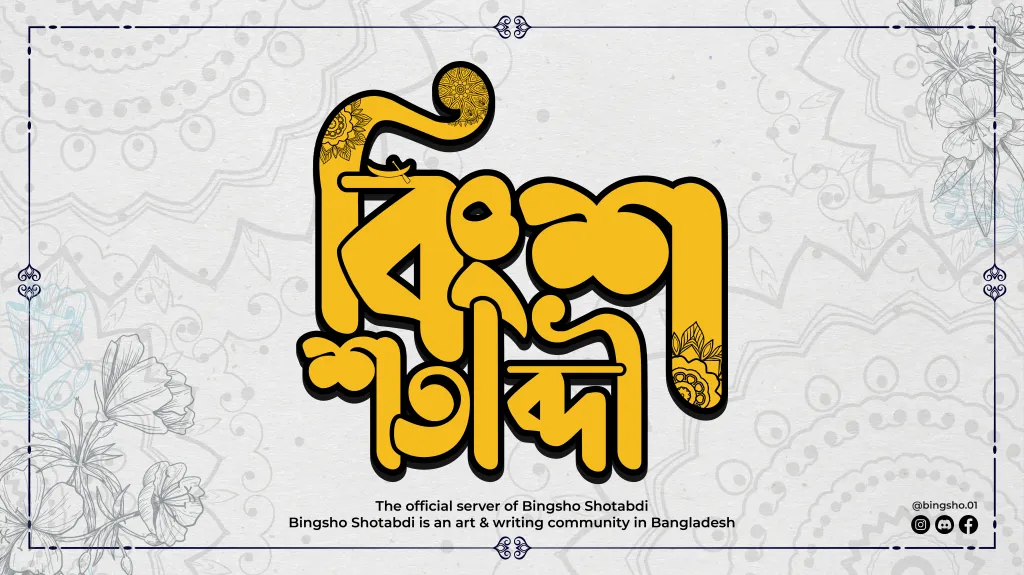 বিংশ
শতাব্দী
The official server of Bingsho Shotabdi
Bingsho Shotabdi is an art & writing community in Bangladesh
@bingsho.01